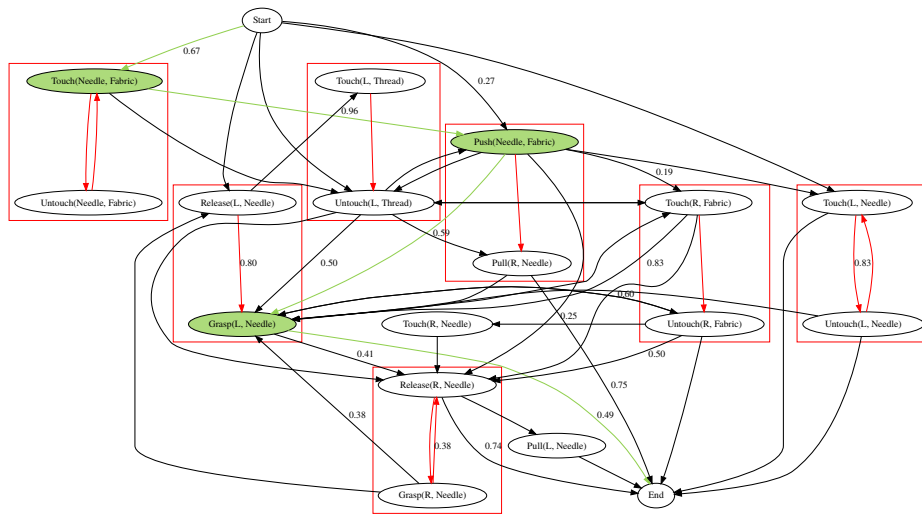 Start
0.67
0.27
Touch(Needle, Fabric)
Touch(L, Thread)
0.96
Push(Needle, Fabric)
0.19
Untouch(Needle, Fabric)
Release(L, Needle)
Untouch(L, Thread)
Touch(R, Fabric)
Touch(L, Needle)
0.59
0.80
0.50
Pull(R, Needle)
0.83
0.83
0.60
Grasp(L, Needle)
Touch(R, Needle)
0.25
Untouch(R, Fabric)
Untouch(L, Needle)
0.41
0.50
Release(R, Needle)
0.75
0.38
0.49
0.38
0.74
Pull(L, Needle)
Grasp(R, Needle)
End